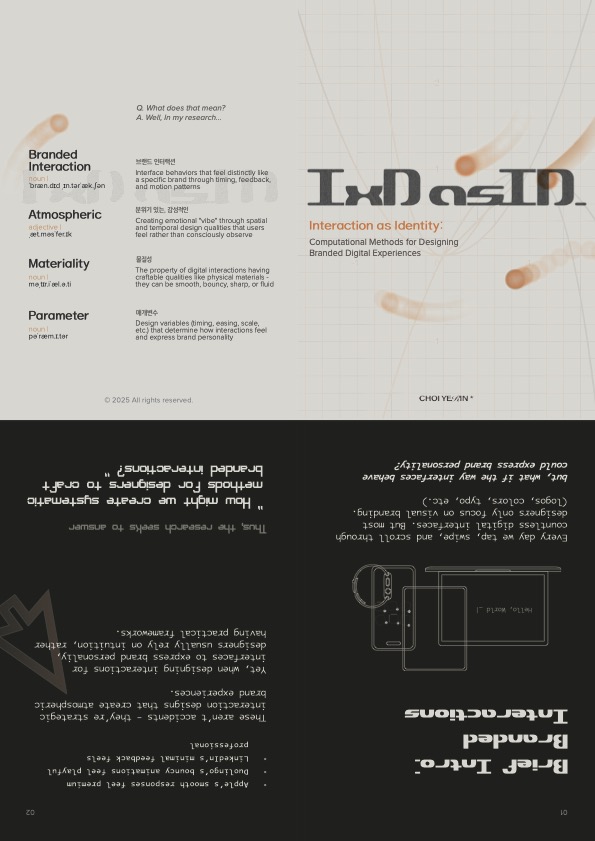 Q. What does that mean?
A. Well, In my research...
Branded
Interaction
noun |
ˈbræn.dɪd ˌɪn.tərˈæk.ʃən
브랜드 인터랙션
Interface behaviors that feel distinctly like
a specific brand through timing, feedback,
and motion patterns
Atmospheric
adjective |
ˌæt.məsˈfer.ɪk
분위기 있는, 감성적인
Creating emotional "vibe" through spatial
and temporal design qualities that users
feel rather than consciously observe
Materiality
noun |
məˌtɪr.iˈæl.ə.ti
물질성
The property of digital interactions having
craftable qualities like physical materials -
they can be smooth, bouncy, sharp, or fluid
Parameter
noun |
pəˈræm.ɪ.tər
매개변수
Design variables (timing, easing, scale,
etc.) that determine how interactions feel
and express brand personality
© 2025 All rights reserved.
IxD as ID_
Interaction as Identity:
Computational Methods for Designing
Branded Digital Experiences
01
Brief Intro:
Branded
Interactions
Hello, World _
Every day we tap, swipe, and scroll through
countless digital interfaces. But most
designers only focus on visual branding.
(logos, colors, typo, etc.)
but, what if the way interfaces behave
could express brand personality?
02
· Apple's smooth responses feel premium
· Duolingo's bouncy animations feel playful
· LinkedIn's minimal feedback feels
professional
These aren't accidents - they're strategic
interaction designs that create atmospheric
brand experiences.
Yet, when designing interactions for
interfaces to express brand personally,
designers usually rely on intuition, rather
having practical frameworks.
Thus, the research seeks to answer
" How might we create systematic
methods for designers to craft
branded interactions? "